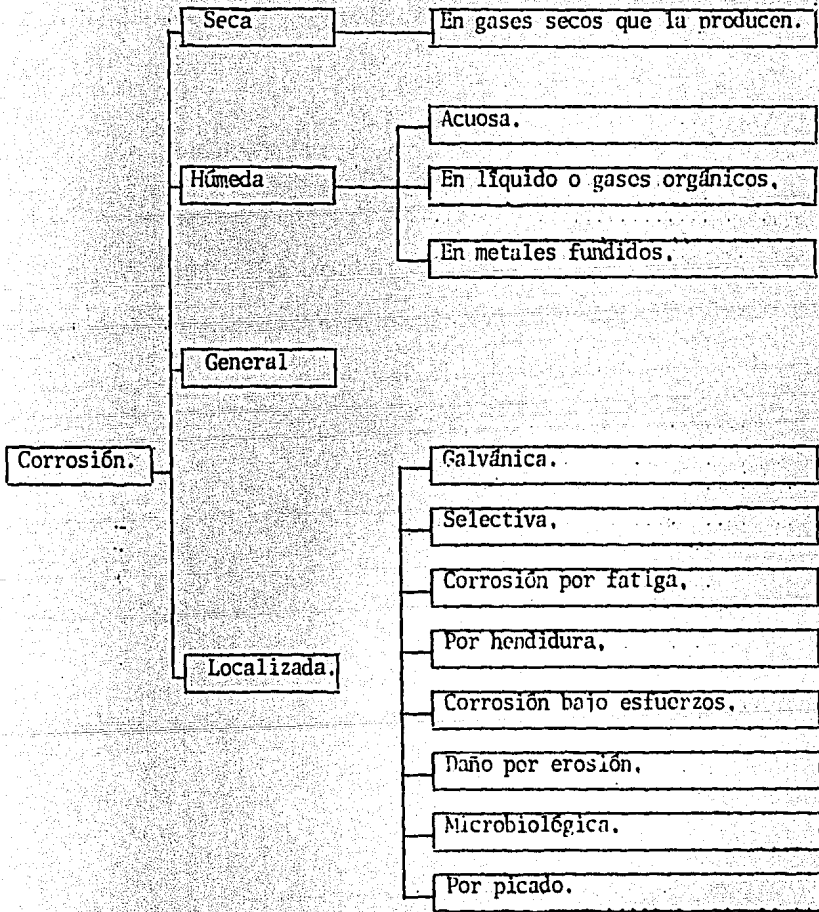 Seca
En gases secos que la producen.
Húmeda
Acuosa.
En líquido o gases orgánicos.
En metales fundidos.
General
Corrosión.
Localizada.
Galvánica.
Selectiva.
Corrosión por fatiga.
Por hendidura.
Corrosión bajo esfuerzos.
Daño por erosión.
Microbiológica.
Por picado.